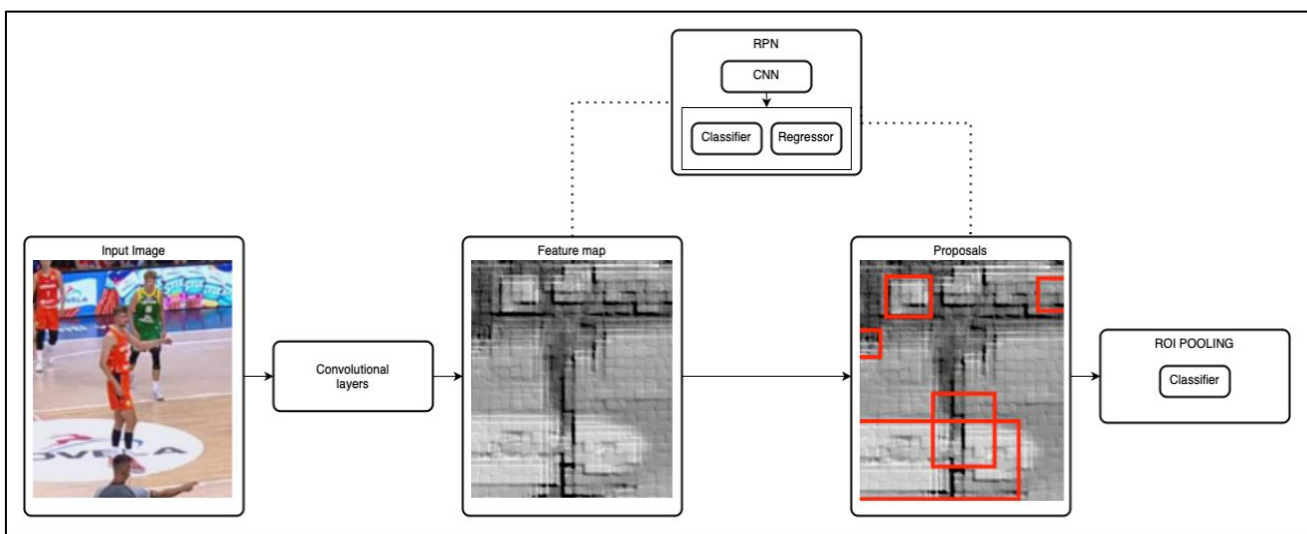 RPN
CNN
Classifier
Regressor
Input Image
Feature map
Proposals
Convolutional
layers
ROI POOLING
Classifier